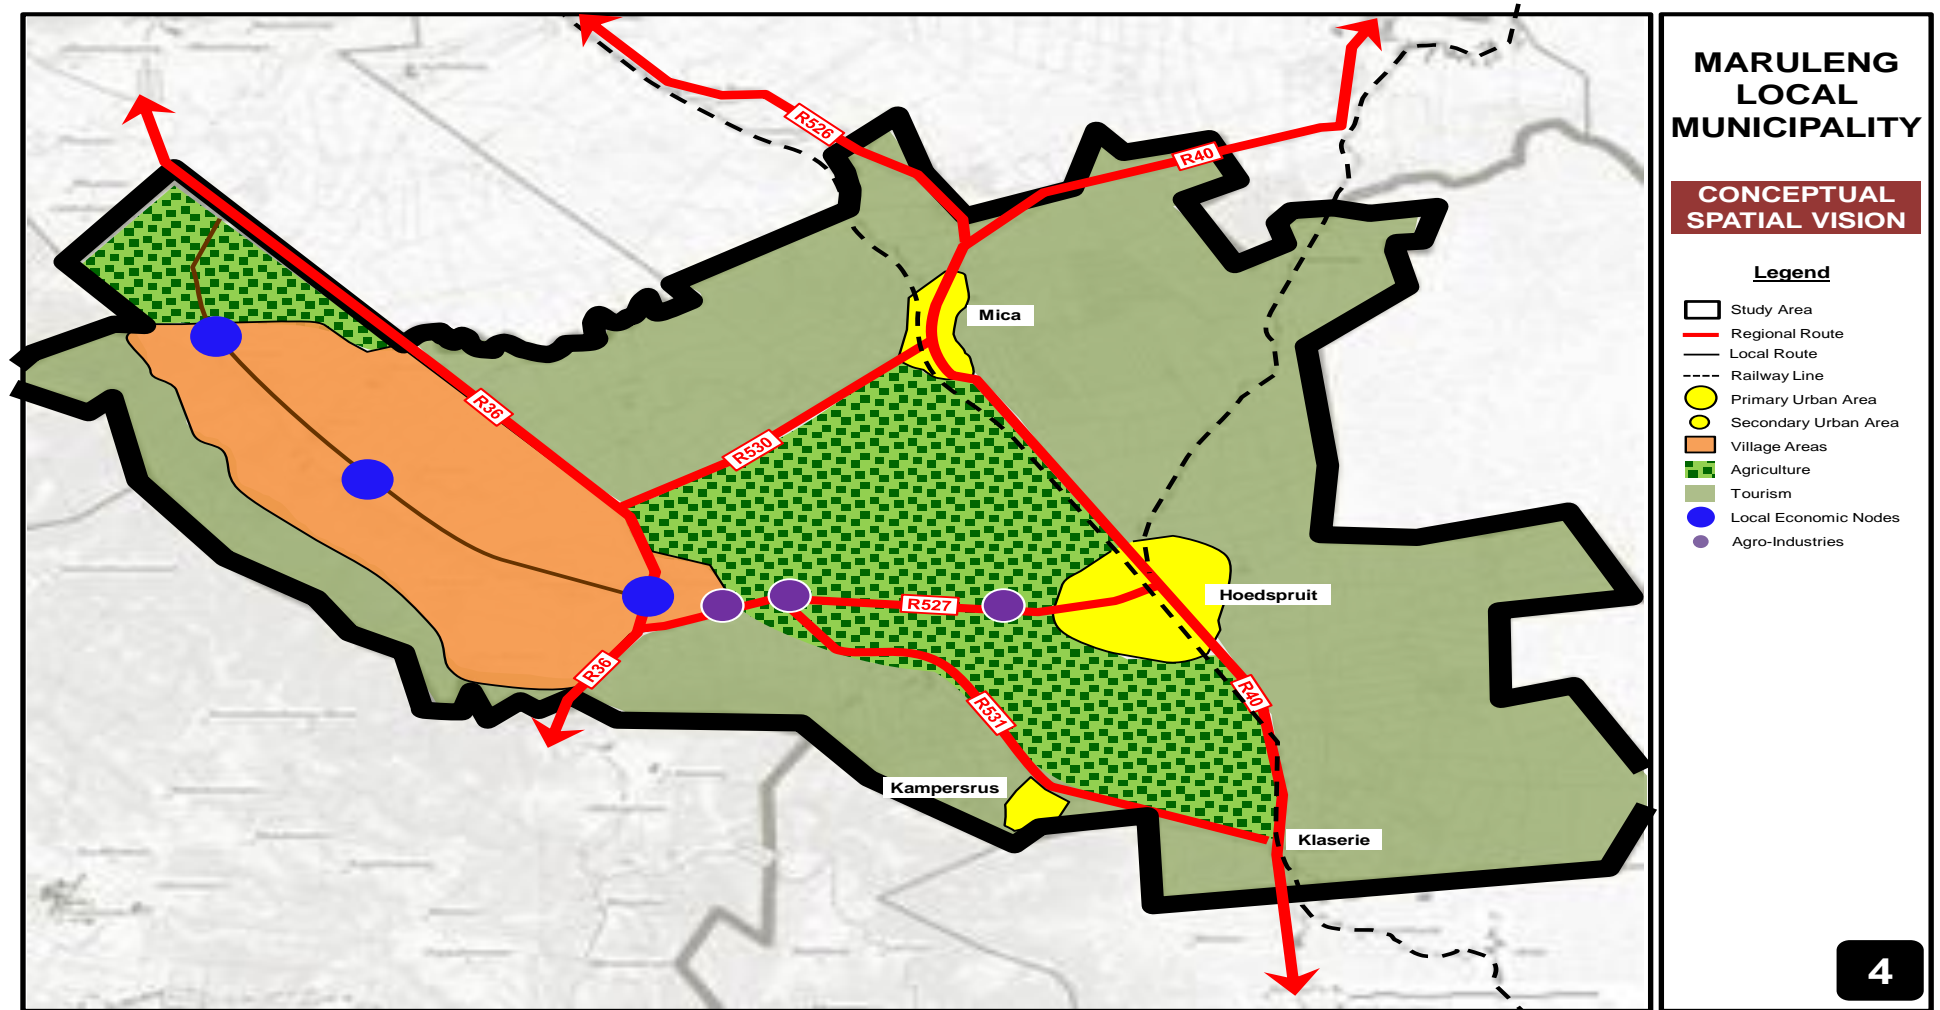 MARULENG
LOCAL
MUNICIPALITY
CONCEPTUAL
SPATIAL VISION
Legend
Study Area
Regional Route
Local Route
Railway Line
Primary Urban Area
Secondary Urban Area
Village Areas
Agriculture
Tourism
Local Economic Nodes
Agro-Industries
4
R526
R40
Mica
R36
R530
Hoedspruit
R527
R36
R40
R531
Kampersrus
Klaserie